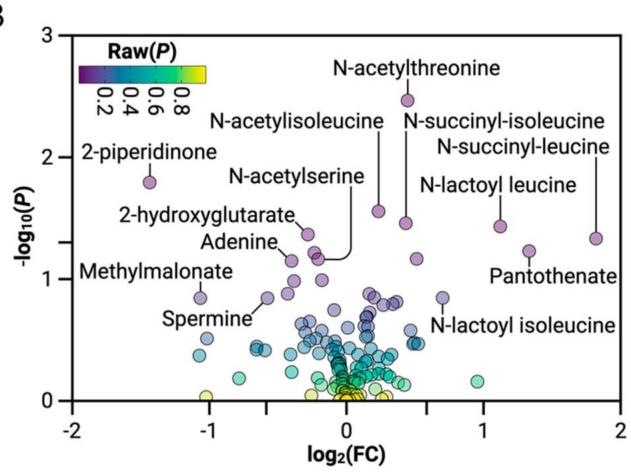 3
Raw(P)
0.2 0.4 0.6 0.8
N-acetylthreonine
N-acetylisoleucine
N-succinyl-isoleucine
N-succinyl-leucine
2-piperidinone
2
N-acetylserine
N-lactoyl leucine
2-hydroxyglutarate
Adenine
Methylmalonate
Pantothenate
1
Spermine
N-lactoyl isoleucine
0
-log₁₀(P)
-2 -1 0 1 2
log₂(FC)